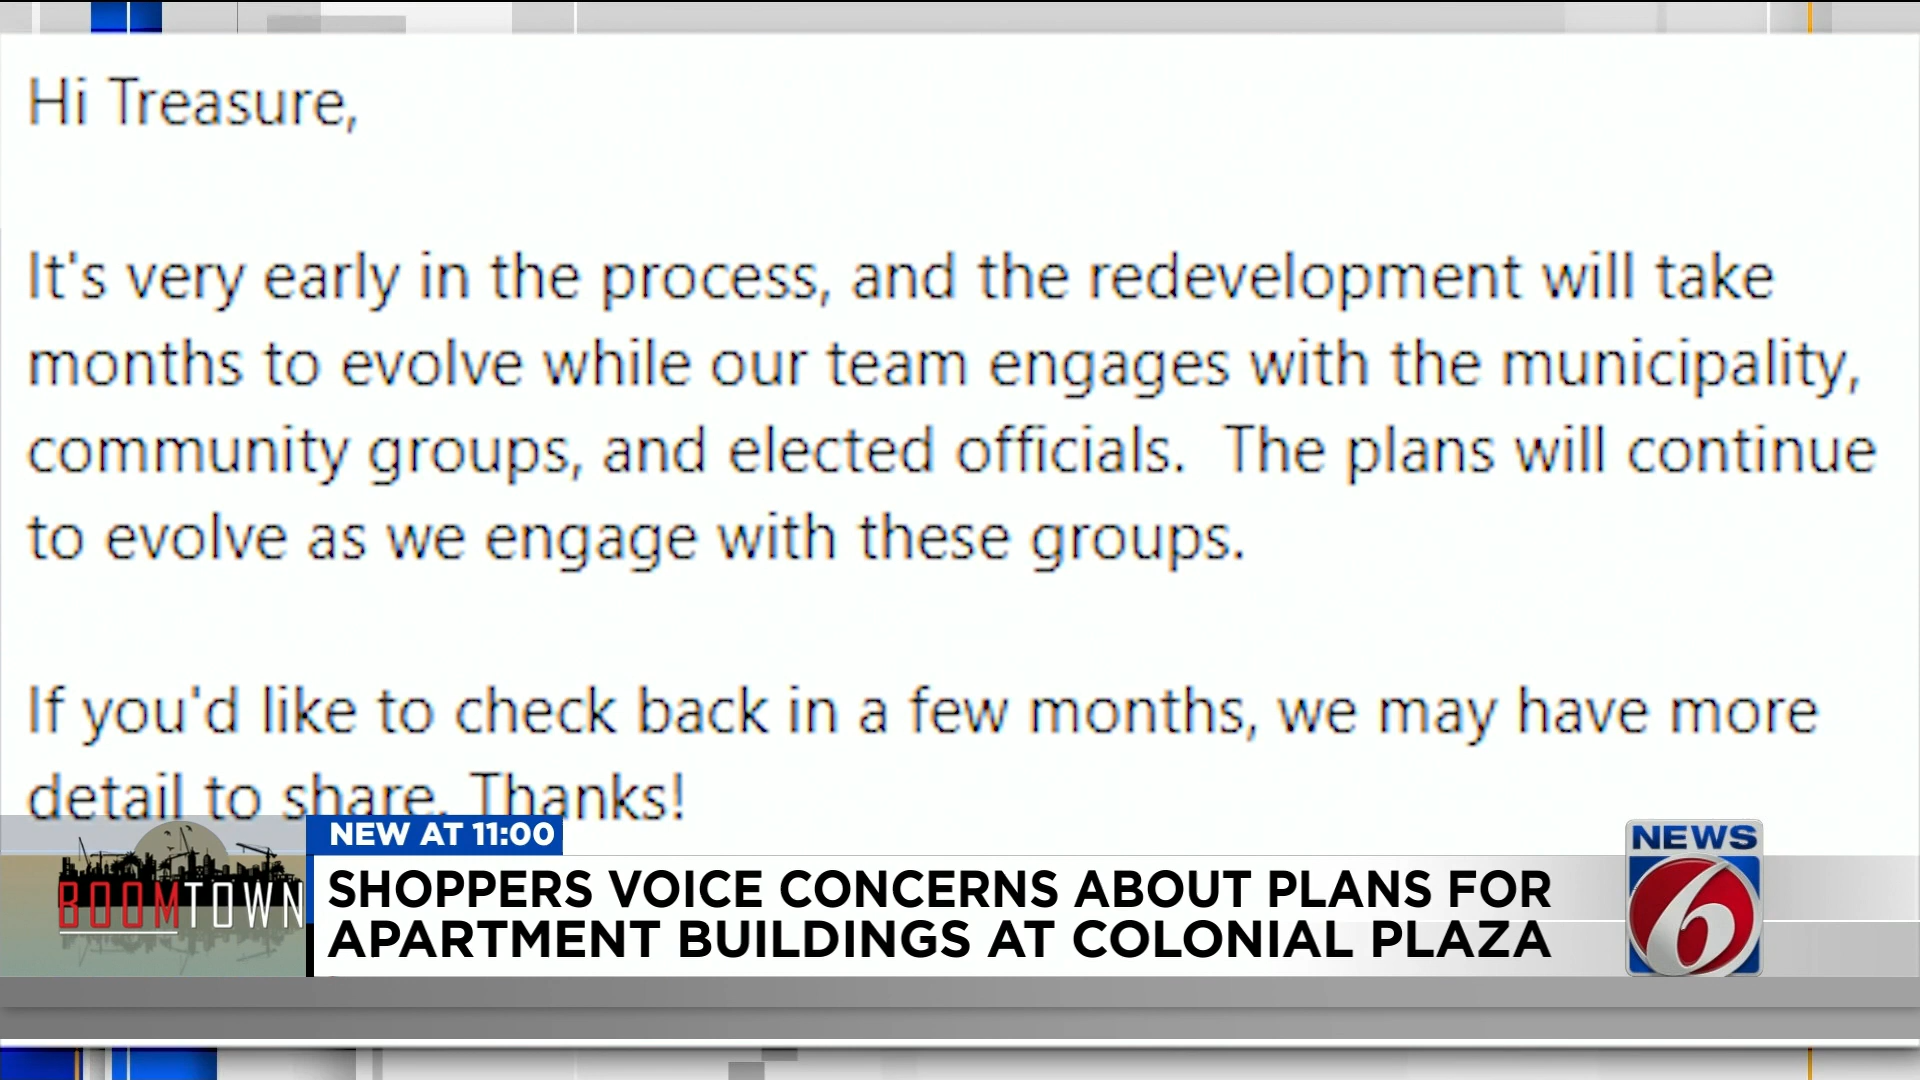 Hi Treasure,
It's very early in the process, and the redevelopment will take
months to evolve while our team engages with the municipality,
community groups, and elected officials.  The plans will continue
to evolve as we engage with these groups.
If you'd like to check back in a few months, we may have more
detail to share. Thanks!
NEW AT 11:00
BOOMTOWN
SHOPPERS VOICE CONCERNS ABOUT PLANS FOR
APARTMENT BUILDINGS AT COLONIAL PLAZA
NEWS
6